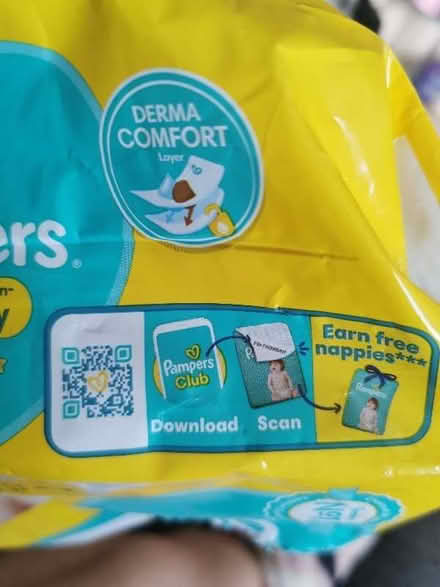 DERMA
COMFORT
Layer
ers®
Earn free
nappies***
Pampers
Club
Download Scan